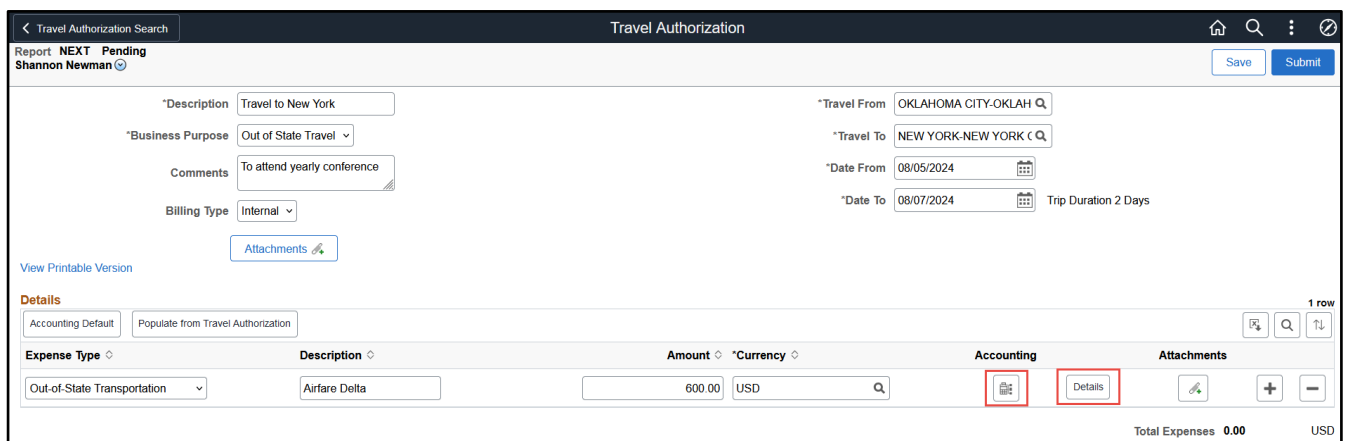 Travel Authorization Search
Travel Authorization
Report NEXT Pending
Shannon Newman
Save
Submit
*Description Travel to New York
*Travel From OKLAHOMA CITY-OKLAH
*Business Purpose Out of State Travel
*Travel To NEW YORK-NEW YORK C
Comments To attend yearly conference
*Date From 08/05/2024
Billing Type Internal
*Date To 08/07/2024 Trip Duration 2 Days
Attachments
View Printable Version
Details
1 row
Accounting Default Populate from Travel Authorization
Expense Type Description Amount *Currency Accounting Attachments
Out-of-State Transportation Airfare Delta 600.00 USD Details
Total Expenses 0.00 USD